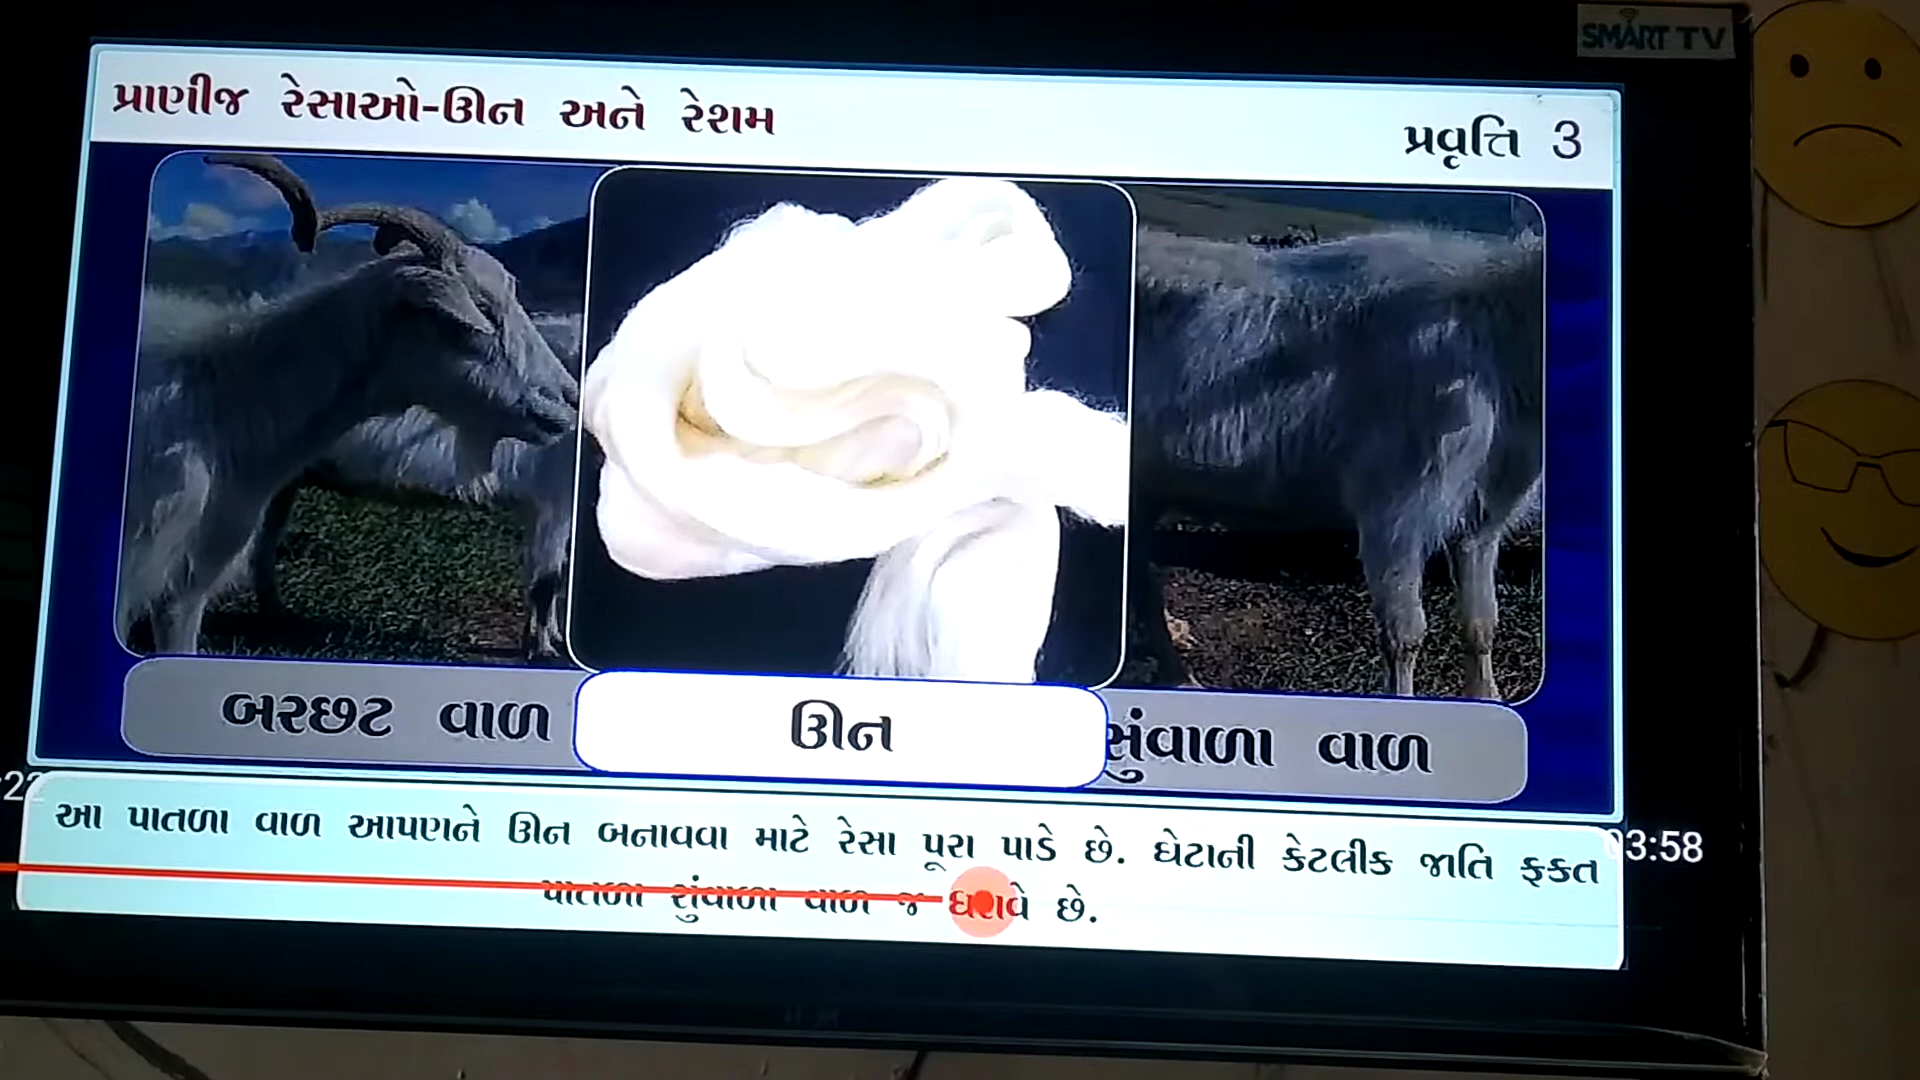 SMART TV
પ્રાણીજ રેસાઓ-ઊન અને રેશમ
પ્રવૃત્તિ 3
બરછટ વાળ
ઊન
સુંવાળા વાળ
આ પાતળા વાળ આપણને ઊન બનાવવા માટે રેસા પૂરા પાડે છે. ઘેટાની કેટલીક જાતિ ફક્ત
03:58
પાતળા સુંવાળા વાળ જ ધરાવે છે.